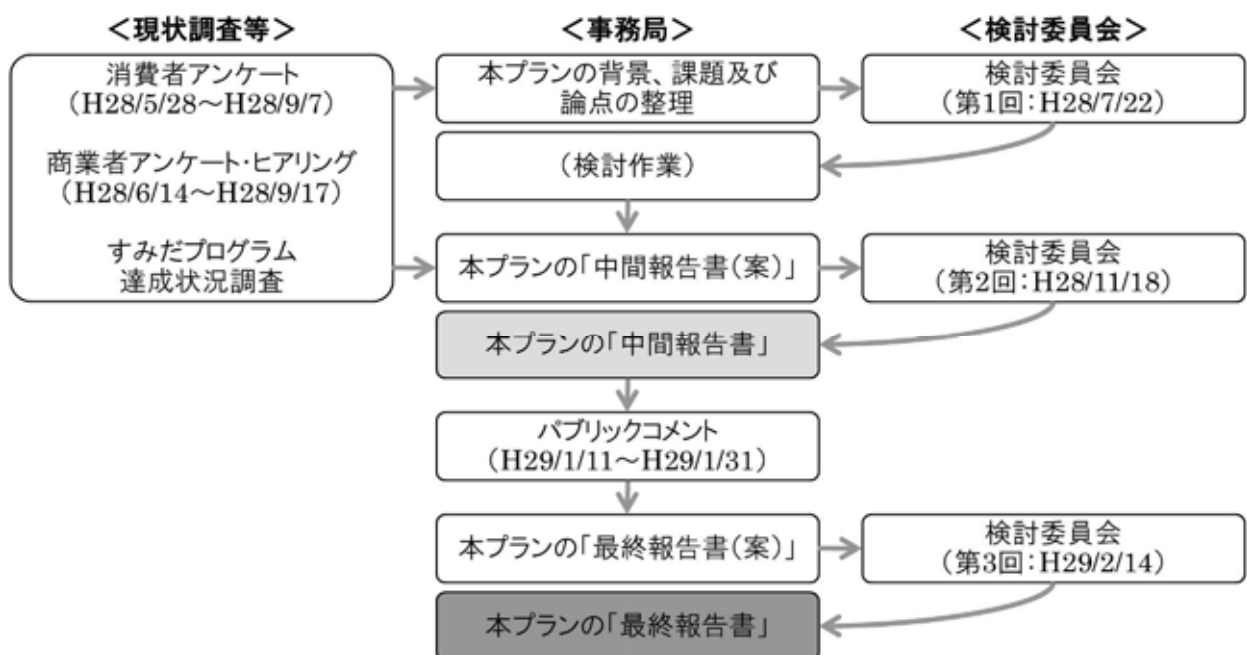 ＜現状調査等＞
消費者アンケート
（H28/5/28～H28/9/7）
商業者アンケート・ヒアリング
（H28/6/14～H28/9/17）
すみだプログラム
達成状況調査
＜事務局＞
本プランの背景、課題及び
論点の整理
（検討作業）
本プランの「中間報告書（案）」
本プランの「中間報告書」
パブリックコメント
（H29/1/11～H29/1/31）
本プランの「最終報告書（案）」
本プランの「最終報告書」
＜検討委員会＞
検討委員会
（第1回：H28/7/22）
検討委員会
（第2回：H28/11/18）
検討委員会
（第3回：H29/2/14）